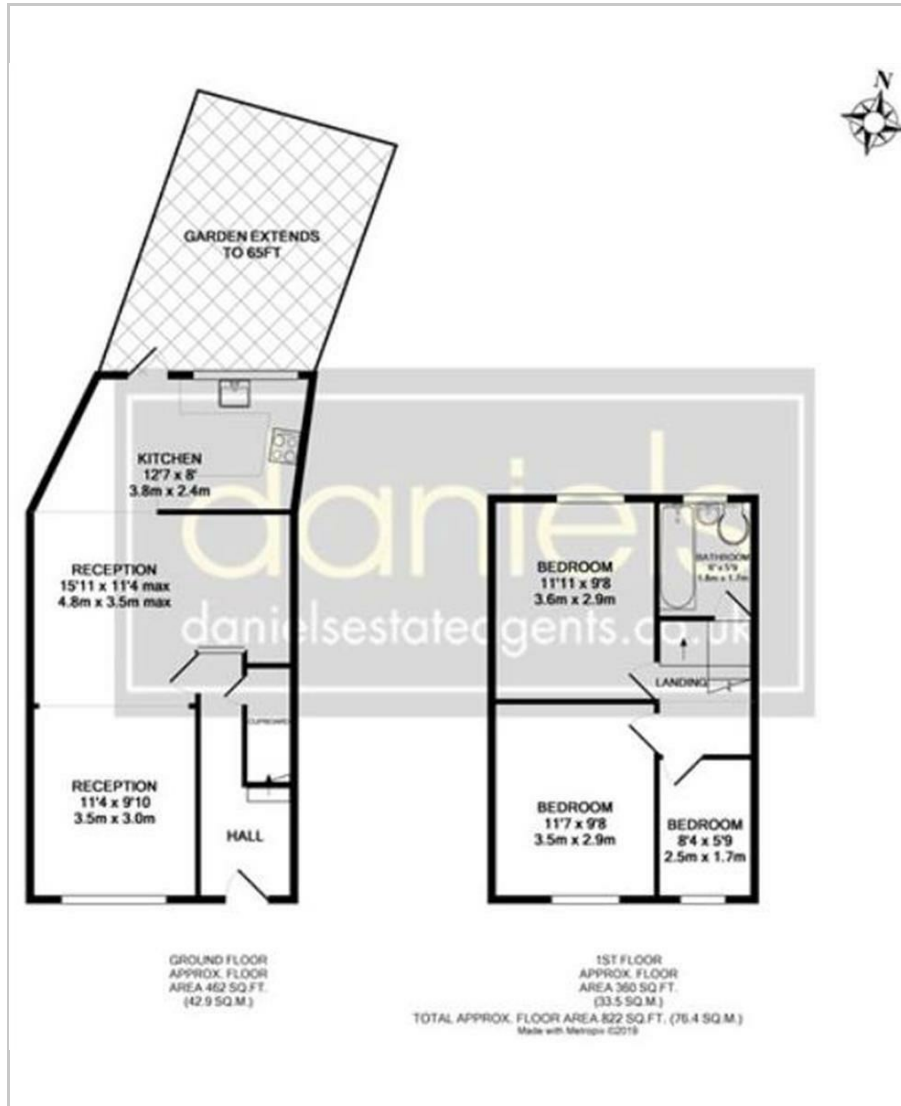 N
GARDEN EXTENDS
TO 65FT
KITCHEN
12'7 x 8'
3.8m x 2.4m
daniels
danielsestateagents.co.uk
RECEPTION
15'11 x 11'4 max
4.8m x 3.5m max
CUPBOARD
RECEPTION
11'4 x 9'10
3.5m x 3.0m
HALL
BEDROOM
11'11 x 9'8
3.6m x 2.9m
BATHROOM
6' x 5'9
1.8m x 1.7m
LANDING
BEDROOM
11'7 x 9'8
3.5m x 2.9m
BEDROOM
8'4 x 5'9
2.5m x 1.7m
GROUND FLOOR
APPROX. FLOOR
AREA 462 SQ.FT.
(42.9 SQ.M.)
1ST FLOOR
APPROX. FLOOR
AREA 360 SQ.FT.
(33.5 SQ.M.)
TOTAL APPROX. FLOOR AREA 822 SQ.FT. (76.4 SQ.M.)
Made with Metropix ©2019